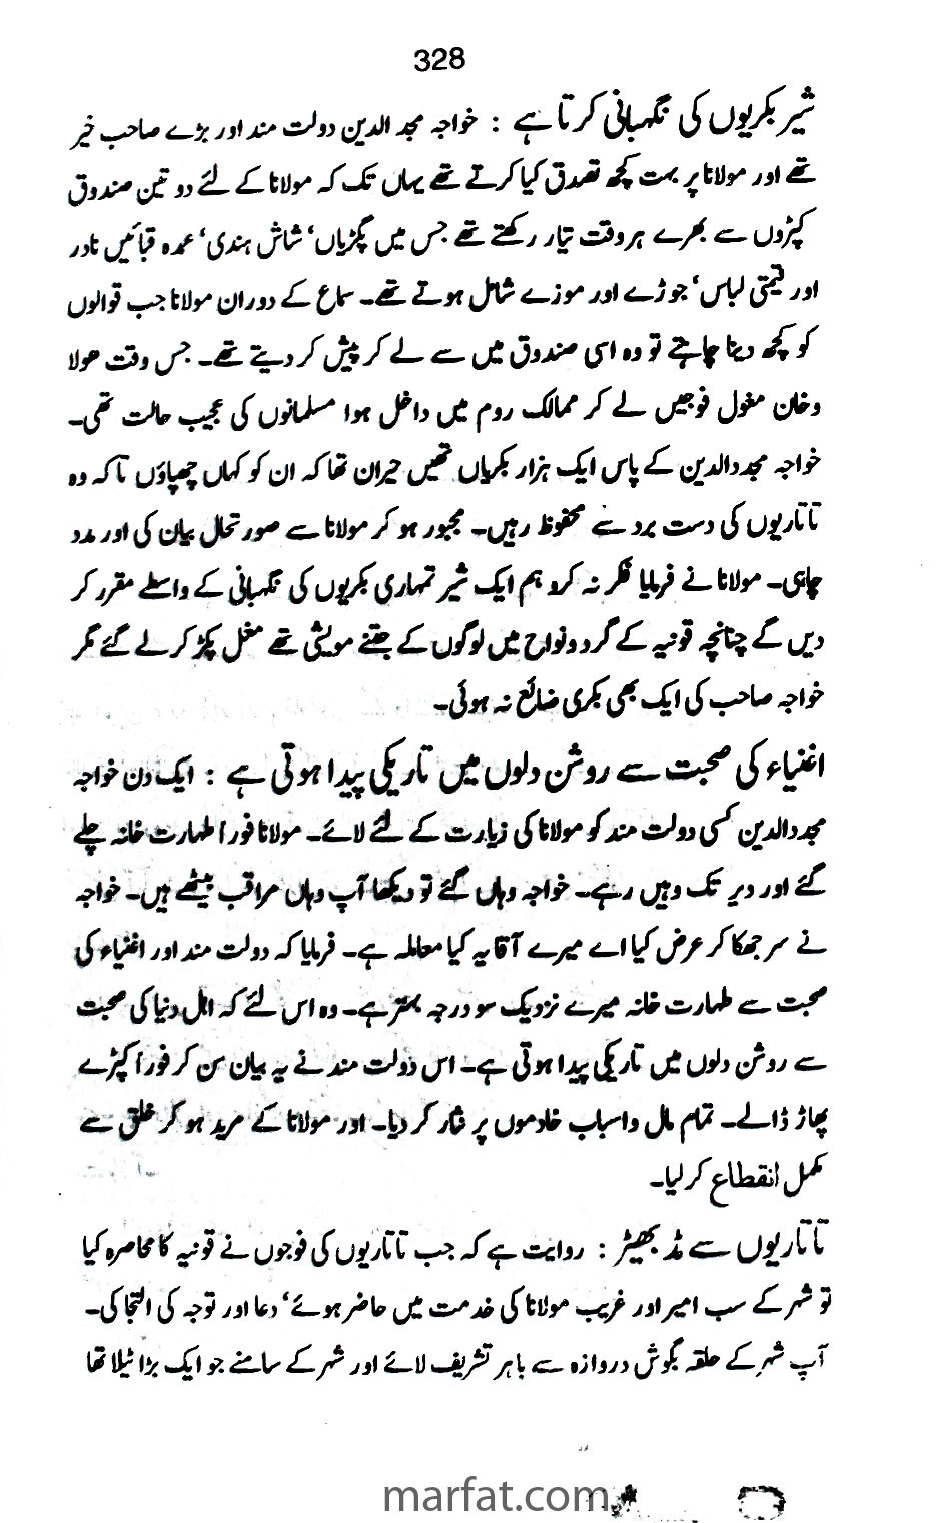 328
شیر بکریوں کی نگہبانی کرتا ہے : خواجہ مجد الدین دولت مند اور بڑے صاحب خیر
تھے اور مولانا پر بہت کچھ تصدق کیا کرتے تھے یہاں تک کہ مولانا کے لئے دو تین صندوق
کپڑوں سے بھرے ہر وقت تیار رکھتے تھے جس میں پگڑیاں‘ شاش ہندی‘ عمدہ قبائیں نادر
اور قیمتی لباس‘ جوڑے اور موزے شامل ہوتے تھے۔ سماع کے دوران مولانا جب قوالوں
کو کچھ دینا چاہتے تو وہ اسی صندوق میں سے لے کر پیش کر دیتے تھے۔ جس وقت ھولا
وخان مغول فوجیں لے کر ممالک روم میں داخل ہوا مسلمانوں کی عجیب حالت تھی۔
خواجہ مجددالدین کے پاس ایک ہزار بکریاں تھیں حیران تھا کہ ان کو کہاں چھپاؤں تاکہ وہ
تاتاریوں کی دست برد سے محفوظ رہیں۔ مجبور ہو کر مولانا سے صورتحال بیان کی اور مدد
چاہی۔ مولانا نے فرمایا فکر نہ کرو ہم ایک شیر تمہاری بکریوں کی نگہبانی کے واسطے مقرر کر
دیں گے چنانچہ قونیہ کے گرد ونواح میں لوگوں کے جتنے مویشی تھے مغل پکڑ کر لے گئے مگر
خواجہ صاحب کی ایک بھی بکری ضائع نہ ہوئی۔
اغنیاء کی صحبت سے روشن دلوں میں تاریکی پیدا ہوتی ہے : ایک دن خواجہ
مجددالدین کسی دولت مند کو مولانا کی زیارت کے لئے لائے۔ مولانا فورا طہارت خانہ چلے
گئے اور دیر تک وہیں رہے۔ خواجہ وہاں گئے تو دیکھا آپ وہاں مراقب بیٹھے ہیں۔ خواجہ
نے سر جھکا کر عرض کیا اے میرے آقا یہ کیا معاملہ ہے۔ فرمایا کہ دولت مند اور اغنیاء کی
صحبت سے طہارت خانہ میرے نزدیک سو درجہ بہتر ہے۔ وہ اس لئے کہ اہل دنیا کی صحبت
سے روشن دلوں میں تاریکی پیدا ہوتی ہے۔ اس دولت مند نے یہ بیان سن کر فورا کپڑے
پھاڑ ڈالے۔ تمام مال واسباب خادموں پر نثار کر دیا۔ اور مولانا کے مرید ہو کر خلق سے
مکمل انقطاع کر لیا۔
تاتاریوں سے مڈ بھیڑ : روایت ہے کہ جب تاتاریوں کی فوجوں نے قونیہ کا محاصرہ کیا
تو شہر کے سب امیر اور غریب مولانا کی خدمت میں حاضر ہوئے‘ دعا اور توجہ کی التجا کی۔
آپ شہر کے حلقہ بگوش دروازہ سے باہر تشریف لائے اور شہر کے سامنے جو ایک بڑا ٹیلا تھا
marfat.com